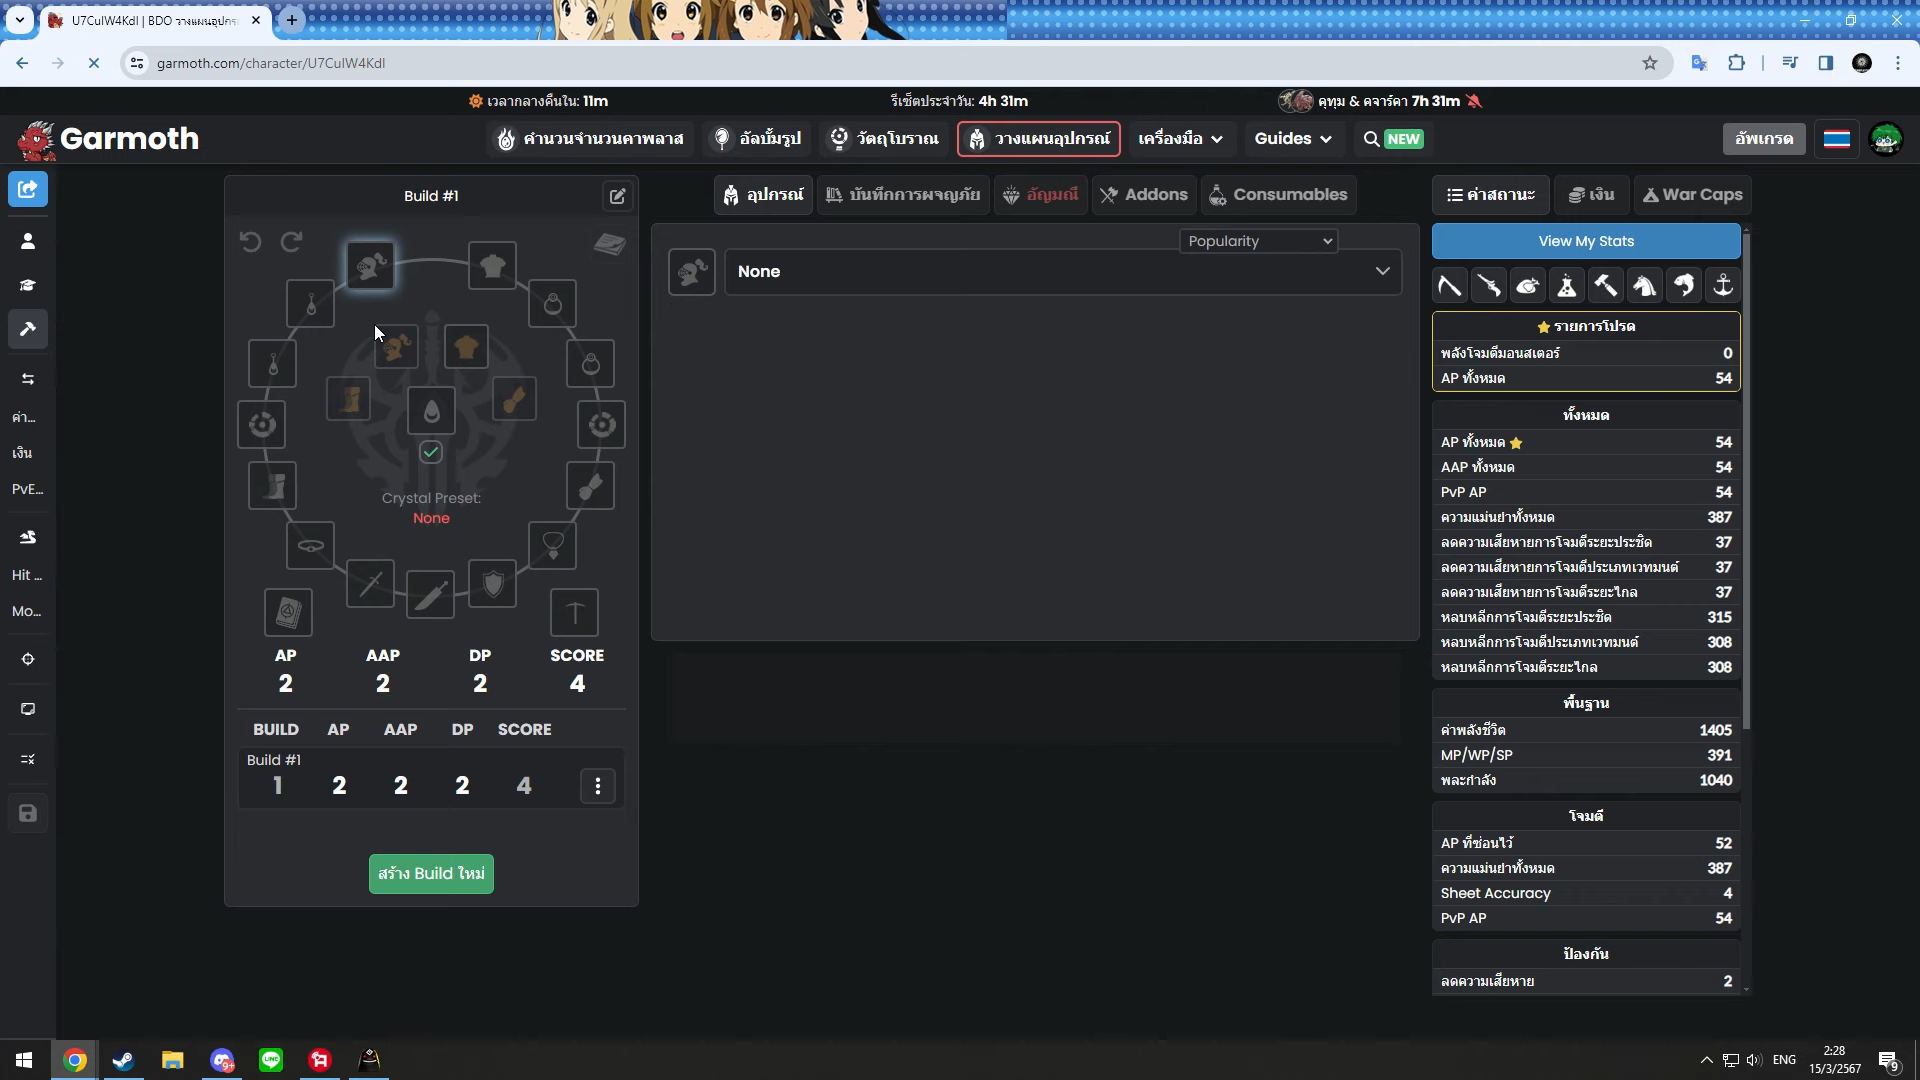 U7CuIW4KdI | BDO วางแผนอุปกร
garmoth.com/character/U7CuIW4KdI
เวลากลางคืนใน: 11m
รีเซ็ตประจำวัน: 4h 31m
คุทุม & คจาร์คา 7h 31m
Garmoth
คำนวนจำนวนคาพลาส
อัลบั้มรูป
วัตถุโบราณ
วางแผนอุปกรณ์
เครื่องมือ
Guides
NEW
อัพเกรด
Build #1
อุปกรณ์
บันทึกการผจญภัย
อัญมณี
Addons
Consumables
ค่าสถานะ
เงิน
War Caps
Popularity
None
View My Stats
รายการโปรด
พลังโจมตีมอนสเตอร์ 0
AP ทั้งหมด 54
ทั้งหมด
AP ทั้งหมด 54
AAP ทั้งหมด 54
PvP AP 54
ความแม่นยำทั้งหมด 387
ลดความเสียหายการโจมตีระยะประชิด 37
ลดความเสียหายการโจมตีประเภทเวทมนต์ 37
ลดความเสียหายการโจมตีระยะไกล 37
หลบหลีกการโจมตีระยะประชิด 315
หลบหลีกการโจมตีประเภทเวทมนต์ 308
หลบหลีกการโจมตีระยะไกล 308
พื้นฐาน
ค่าพลังชีวิต 1405
MP/WP/SP 391
พละกำลัง 1040
โจมตี
AP ที่ซ่อนไว้ 52
ความแม่นยำทั้งหมด 387
Sheet Accuracy 4
PvP AP 54
ป้องกัน
ลดความเสียหาย 2
ค่า...
เงิน
PvE...
Hit ...
Mo...
Crystal Preset:
None
AP AAP DP SCORE
2 2 2 4
BUILD AP AAP DP SCORE
Build #1
1 2 2 2 4
สร้าง Build ใหม่
9+
ENG
2:28
15/3/2567
9